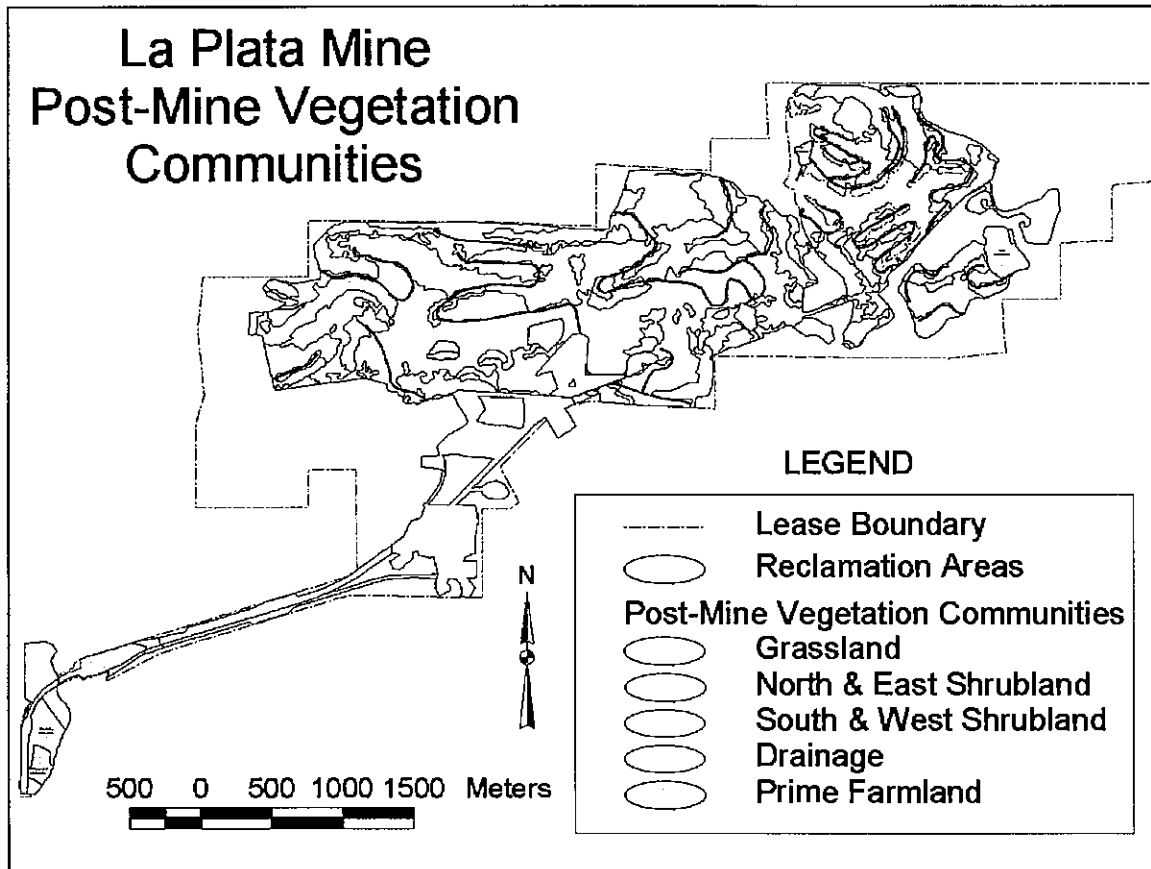 La Plata Mine
Post-Mine Vegetation
Communities
LEGEND
Lease Boundary
Reclamation Areas
Post-Mine Vegetation Communities
Grassland
North & East Shrubland
South & West Shrubland
Drainage
Prime Farmland
N
500 0 500 1000 1500 Meters